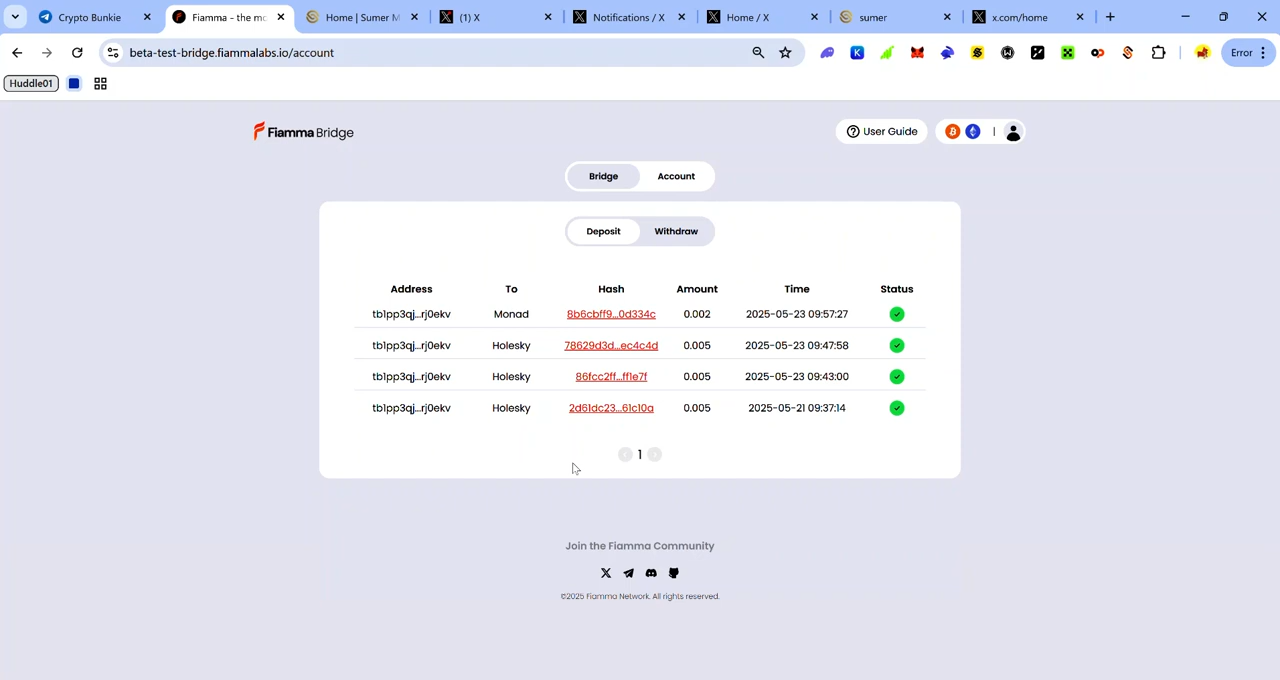 Crypto Bunkie
Fiamma - the mo
Home | Sumer M
(1) X
Notifications / X
Home / X
sumer
x.com/home
beta-test-bridge.fiammalabs.io/account
Error
Huddle01
Fiamma Bridge
User Guide
|
Bridge
Account
Deposit
Withdraw
Address To Hash Amount Time Status
tb1pp3qj...rj0ekv Monad 8b6cbff9...0d334c 0.002 2025-05-23 09:57:27
tb1pp3qj...rj0ekv Holesky 78629d3d...ec4c4d 0.005 2025-05-23 09:47:58
tb1pp3qj...rj0ekv Holesky 86fcc2ff...ff1e7f 0.005 2025-05-23 09:43:00
tb1pp3qj...rj0ekv Holesky 2d61dc23...61c10a 0.005 2025-05-21 09:37:14
1
Join the Fiamma Community
©2025 Fiamma Network. All rights reserved.